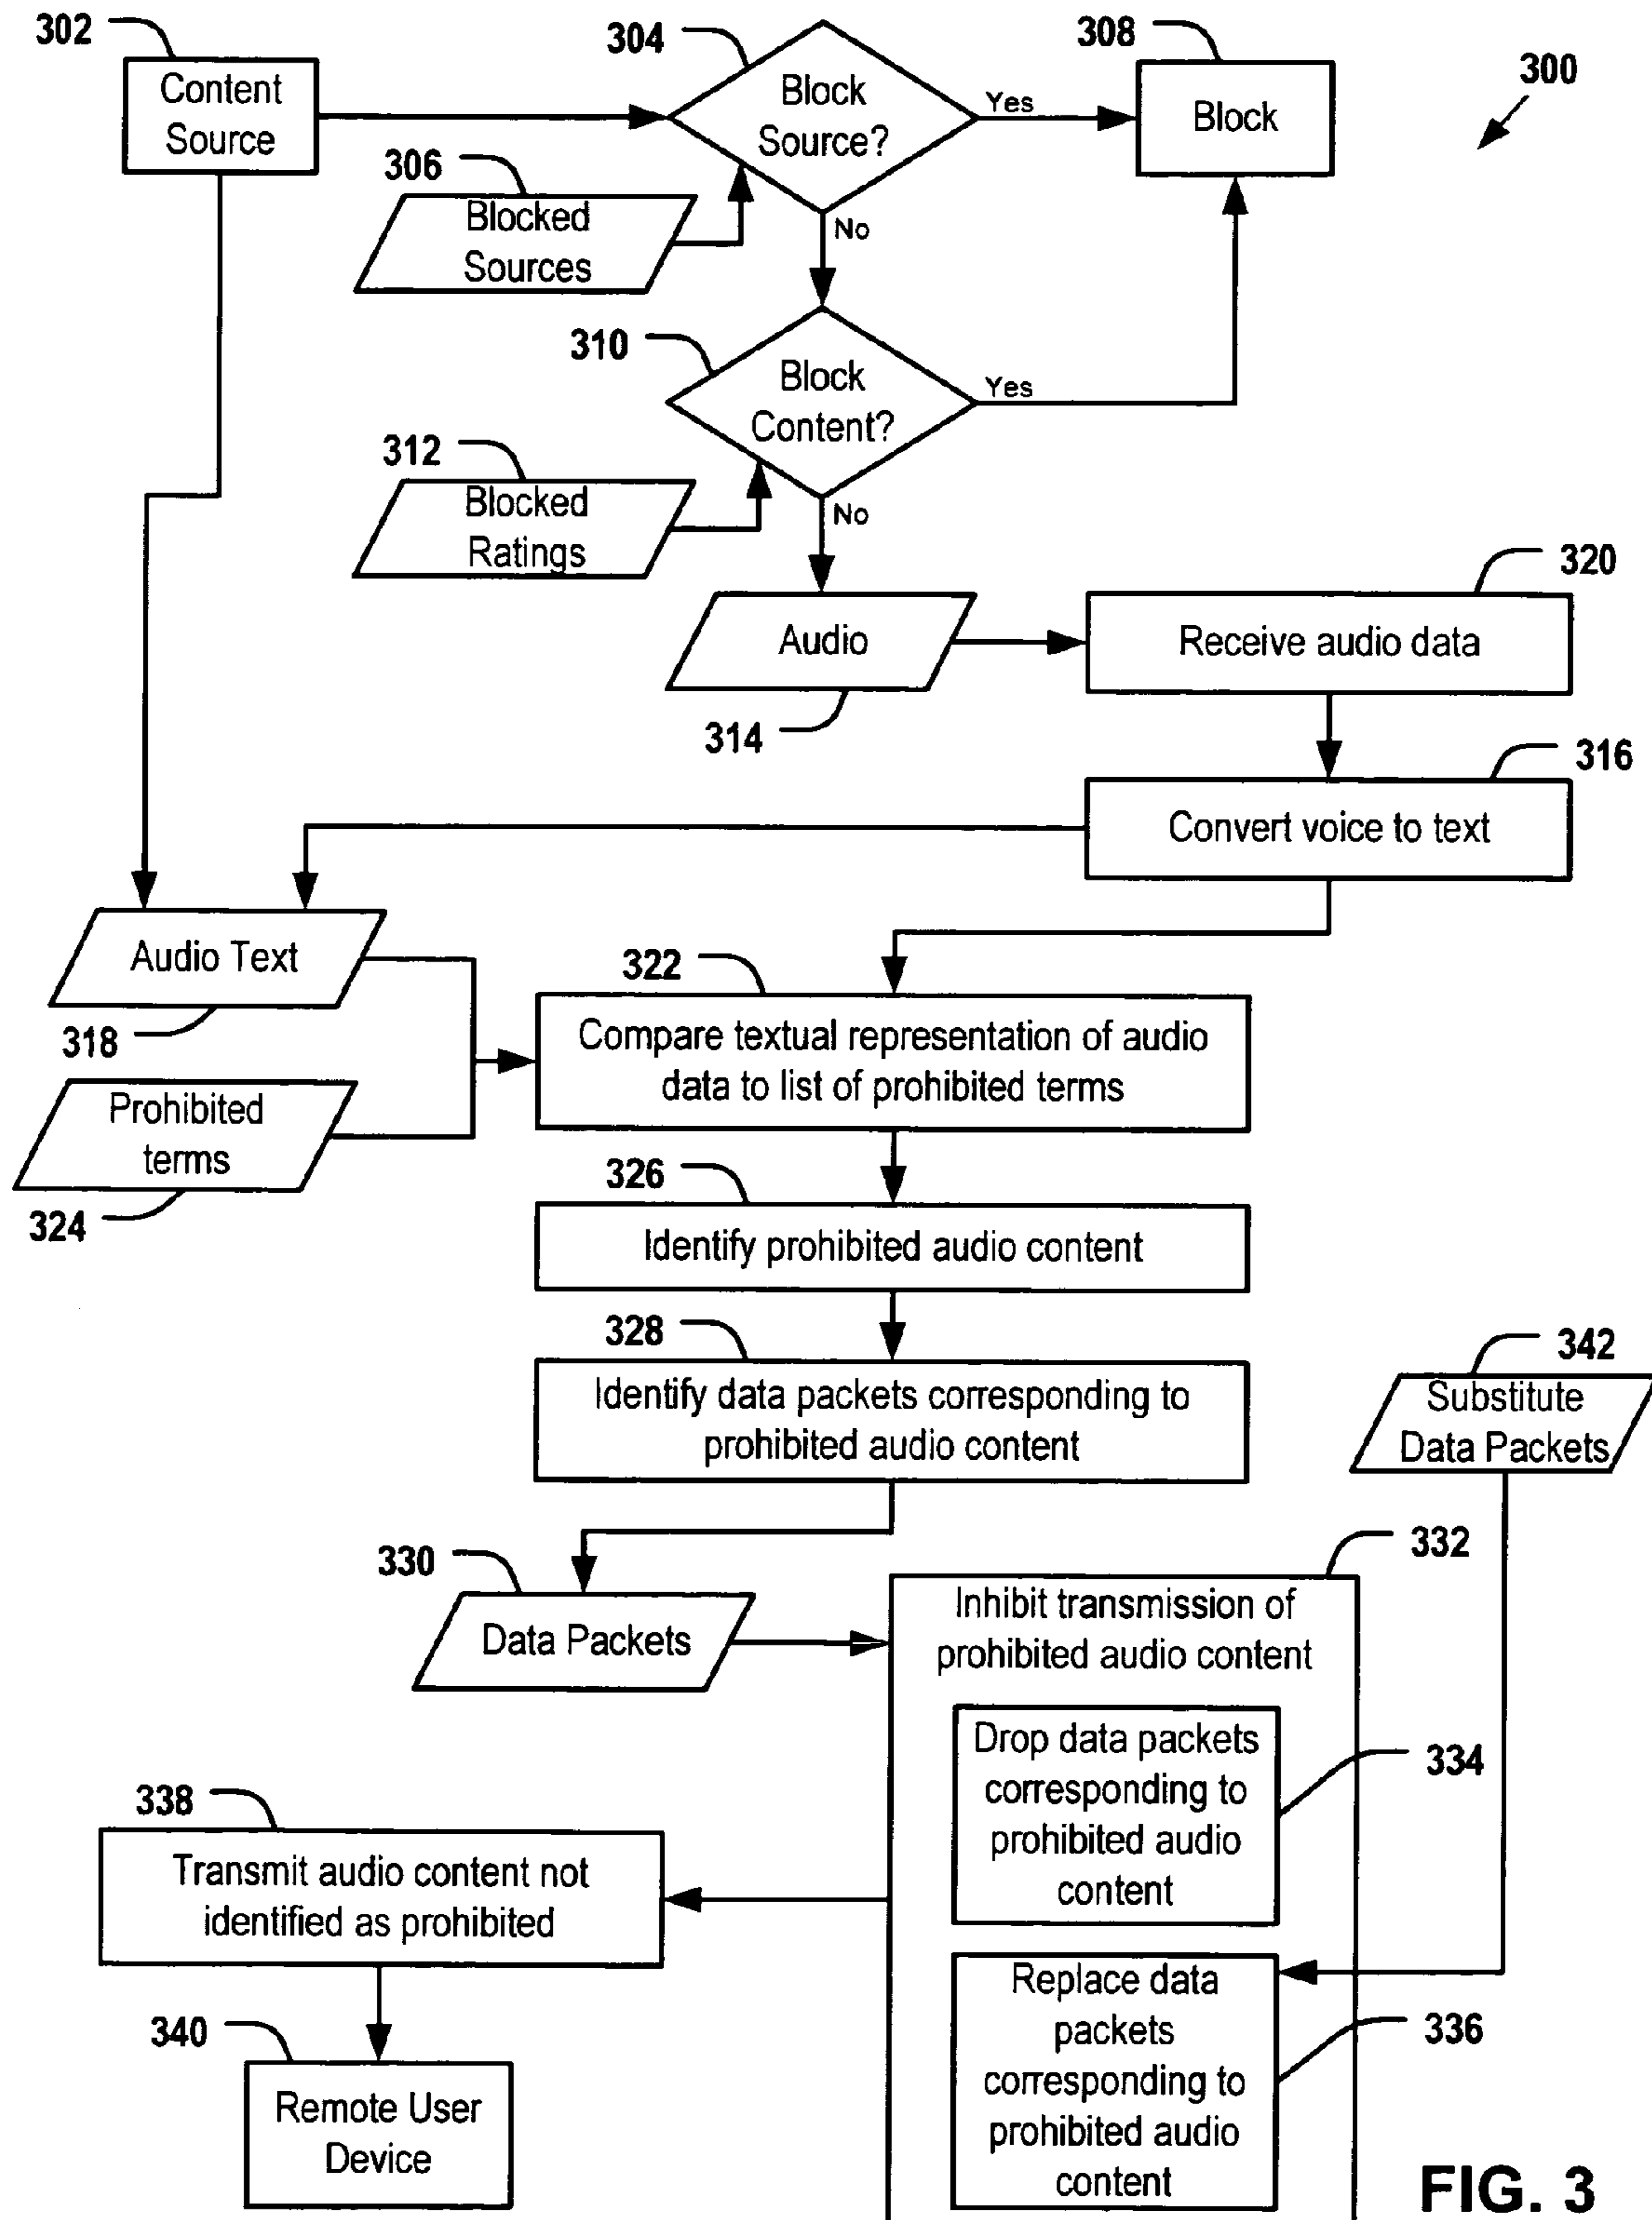 302
Content
Source
304
Block
Source?
Yes
308
Block
300
306
Blocked
Sources
No
310
Block
Content?
Yes
312
Blocked
Ratings
No
Audio
314
320
Receive audio data
316
Convert voice to text
Audio Text
318
322
Compare textual representation of audio
data to list of prohibited terms
Prohibited
terms
324
326
Identify prohibited audio content
328
Identify data packets corresponding to
prohibited audio content
342
Substitute
Data Packets
330
Data Packets
332
Inhibit transmission of
prohibited audio content
Drop data packets
corresponding to
prohibited audio
content
334
338
Transmit audio content not
identified as prohibited
Replace data
packets
corresponding to
prohibited audio
content
336
340
Remote User
Device
FIG. 3